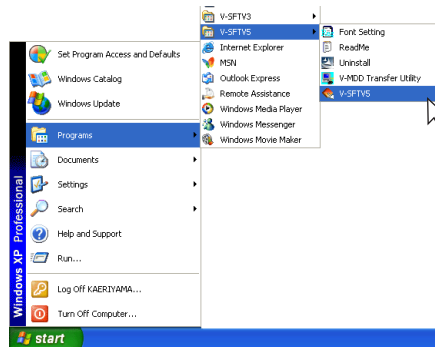 Set Program Access and Defaults
Windows Catalog
Windows Update
Programs
Documents
Settings
Search
Help and Support
Run...
Log Off KAERIYAMA...
Turn Off Computer...
Windows XP Professional
start
V-SFTV3
V-SFTV5
Internet Explorer
MSN
Outlook Express
Remote Assistance
Windows Media Player
Windows Messenger
Windows Movie Maker
Font Setting
ReadMe
Uninstall
V-MDD Transfer Utility
V-SFTV5